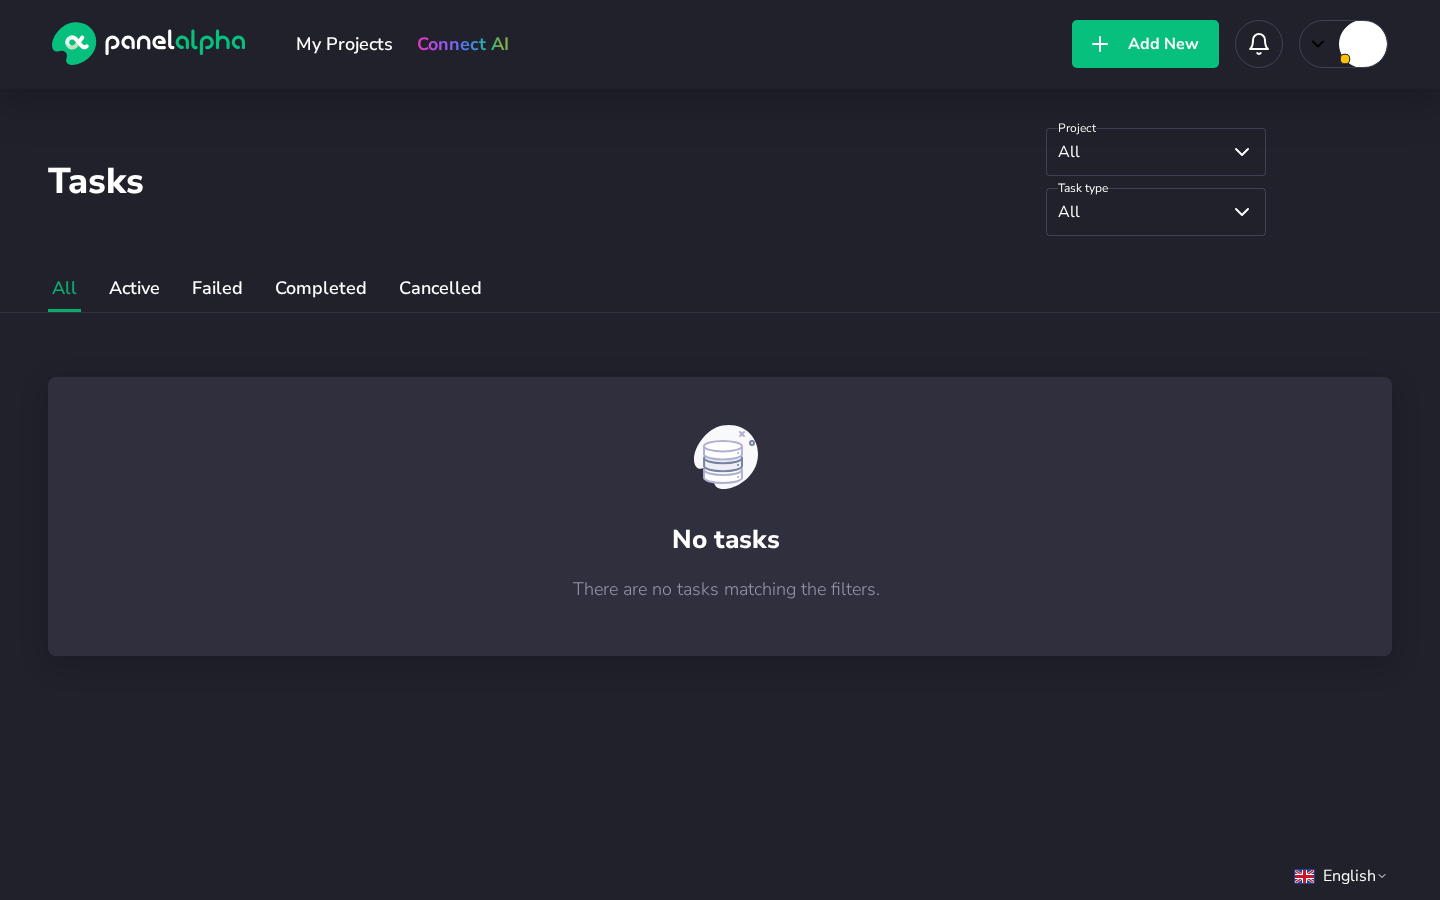 panelalpha
My Projects
Connect AI
Add New
Project
All
Tasks
Task type
All
All
Active
Failed
Completed
Cancelled
No tasks
There are no tasks matching the filters.
English